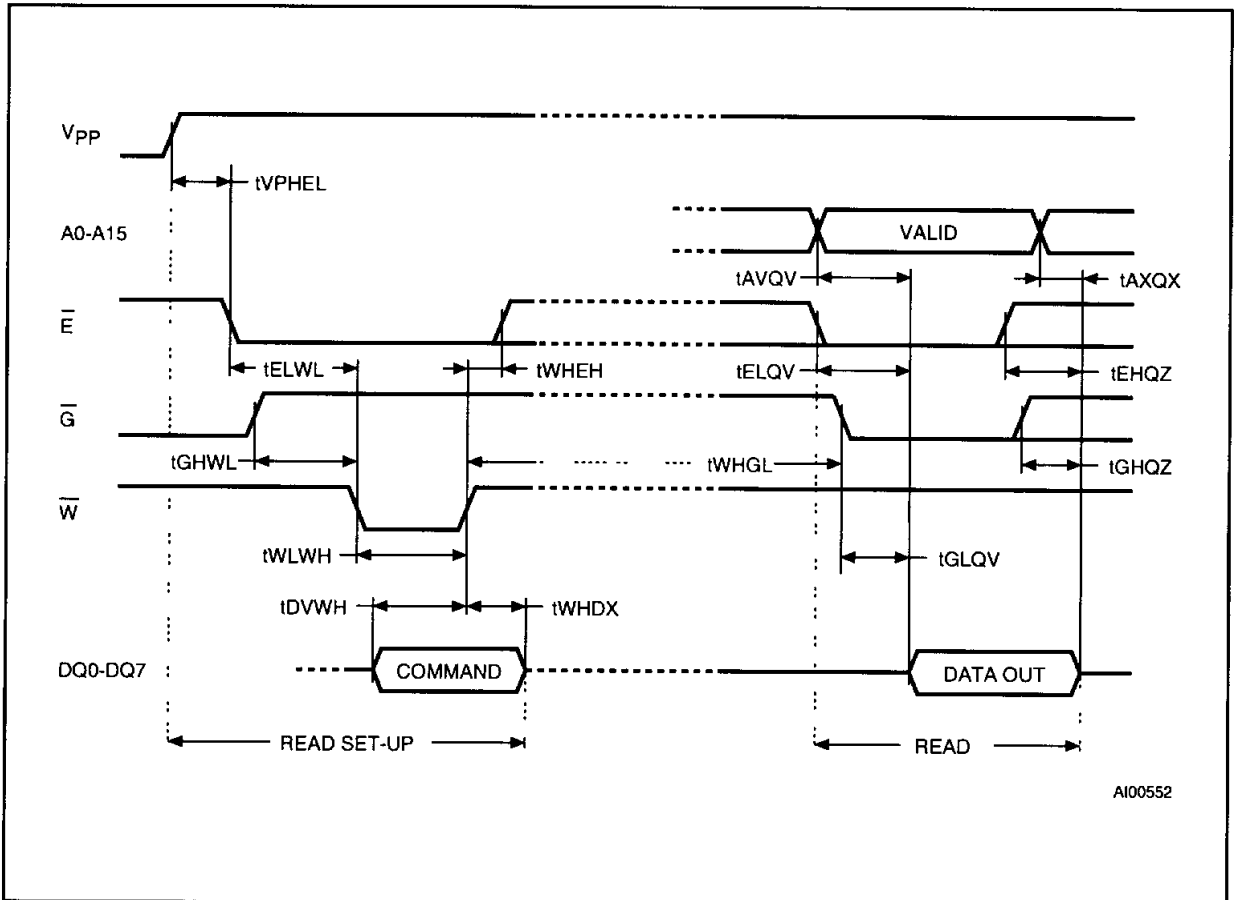 VPP
tVPHEL
A0-A15
VALID
tAVQV
tAXQX
E
tELWL
tWHEH
tELQV
tEHQZ
G
tGHWL
tWHGL
tGHQZ
W
tWLWH
tGLQV
tDVWH
tWHDX
DQ0-DQ7
COMMAND
DATA OUT
READ SET-UP
READ
AI00552